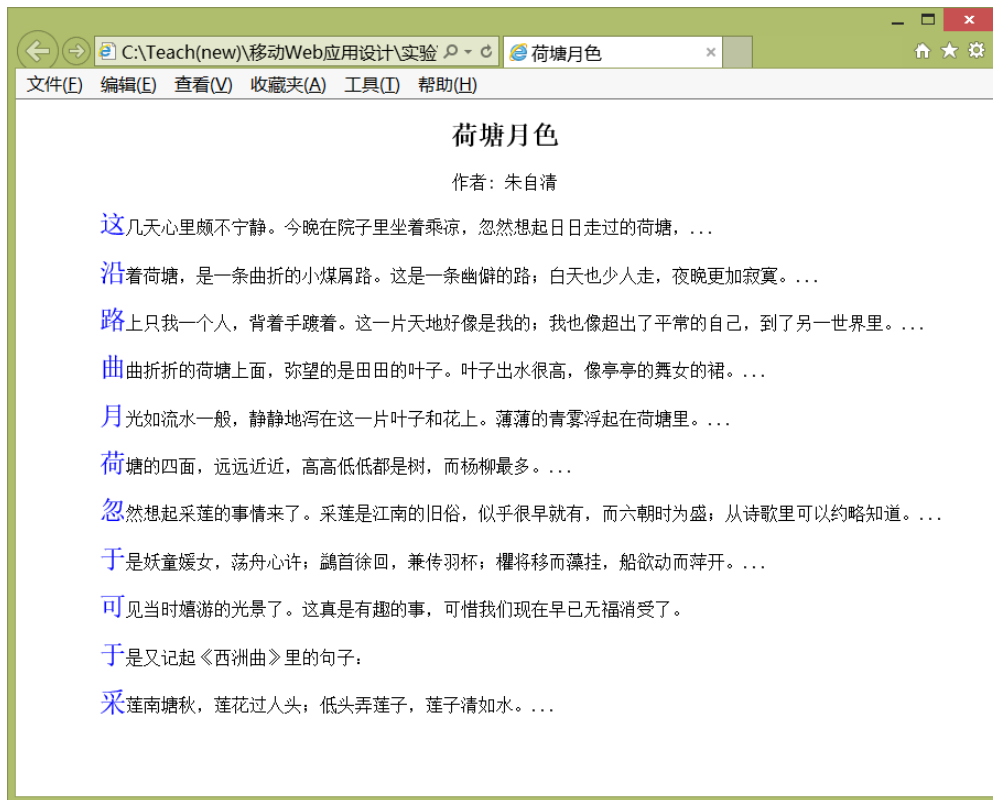 C:\Teach(new)\移动Web应用设计\实验
荷塘月色
文件(F) 编辑(E) 查看(V) 收藏夹(A) 工具(T) 帮助(H)
荷塘月色
作者：朱自清
这几天心里颇不宁静。今晚在院子里坐着乘凉，忽然想起日日走过的荷塘，...
沿着荷塘，是一条曲折的小煤屑路。这是一条幽僻的路；白天也少人走，夜晚更加寂寞。...
路上只我一个人，背着手踱着。这一片天地好像是我的；我也像超出了平常的自己，到了另一世界里。...
曲曲折折的荷塘上面，弥望的是田田的叶子。叶子出水很高，像亭亭的舞女的裙。...
月光如流水一般，静静地泻在这一片叶子和花上。薄薄的青雾浮起在荷塘里。...
荷塘的四面，远远近近，高高低低都是树，而杨柳最多。...
忽然想起采莲的事情来了。采莲是江南的旧俗，似乎很早就有，而六朝时为盛；从诗歌里可以约略知道。...
于是妖童媛女，荡舟心许；鷁首徐回，兼传羽杯；欋将移而藻挂，船欲动而萍开。...
可见当时嬉游的光景了。这真是有趣的事，可惜我们现在早已无福消受了。
于是又记起《西洲曲》里的句子：
采莲南塘秋，莲花过人头；低头弄莲子，莲子清如水。...